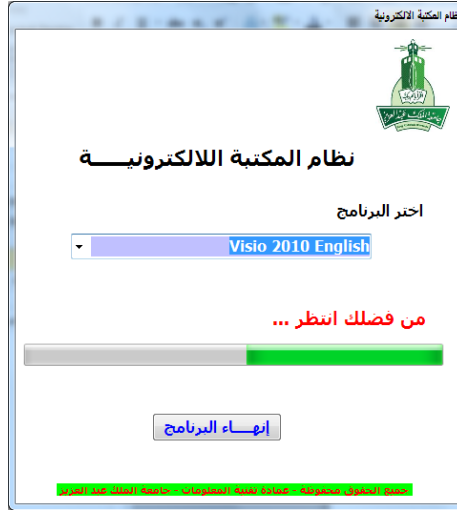 نظام المكتبة الالكترونية
نظام المكتبة اللالكترونيـــــة
اختر البرنامج
Visio 2010 English
من فضلك انتظر ...
إنهــــاء البرنامج
جميع الحقوق محفوظة - عمادة تقنية المعلومات - جامعة الملك عبد العزيز